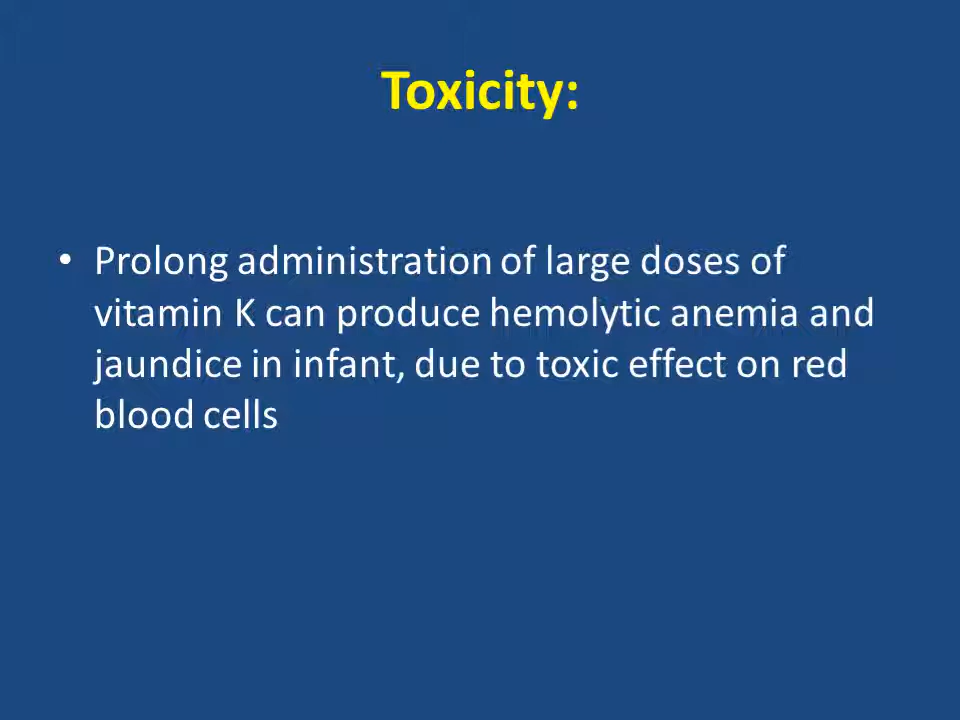 Toxicity:
• Prolong administration of large doses of
vitamin K can produce hemolytic anemia and
jaundice in infant, due to toxic effect on red
blood cells